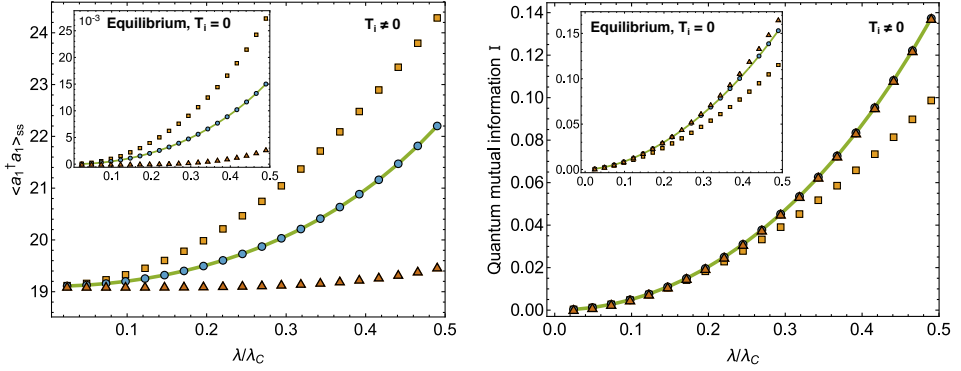 10⁻³
Equilibrium, Tᵢ = 0
Tᵢ ≠ 0
25
20
15
10
5
0
0 0.1 0.2 0.3 0.4 0.5
24
23
22
21
20
19
<a₁†a₁>ss
0.1 0.2 0.3 0.4 0.5
λ/λC
Equilibrium, Tᵢ = 0
Tᵢ ≠ 0
0.15
0.10
0.05
0.00
0.0 0.1 0.2 0.3 0.4 0.5
0.14
0.12
0.10
0.08
0.06
0.04
0.02
0.00
Quantum mutual information I
0.0 0.1 0.2 0.3 0.4 0.5
λ/λC